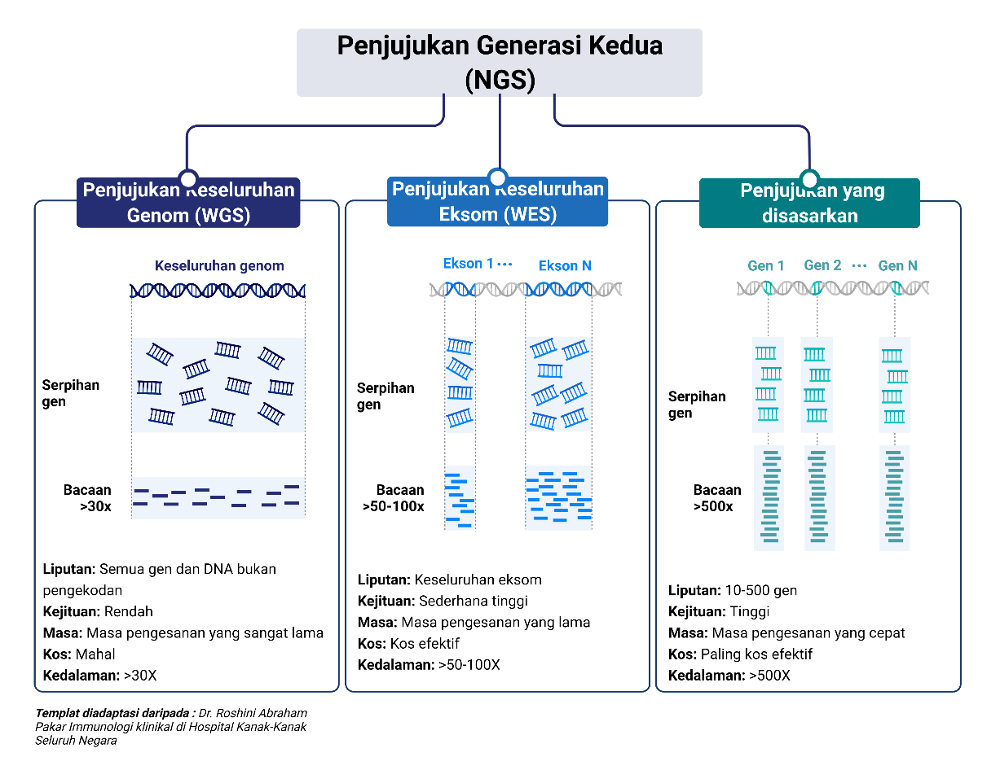 Penjujukan Generasi Kedua
(NGS)
Penjujukan Keseluruhan
Genom (WGS)
Keseluruhan genom
Serpihan
gen
Bacaan
>30x
Liputan: Semua gen dan DNA bukan
pengekodan
Kejituan: Rendah
Masa: Masa pengesanan yang sangat lama
Kos: Mahal
Kedalaman: >30X
Penjujukan Keseluruhan
Eksom (WES)
Ekson 1 ... Ekson N
Serpihan
gen
Bacaan
>50-100x
Liputan: Keseluruhan eksom
Kejituan: Sederhana tinggi
Masa: Masa pengesanan yang lama
Kos: Kos efektif
Kedalaman: >50-100X
Penjujukan yang
disasarkan
Gen 1 Gen 2 ... Gen N
Serpihan
gen
Bacaan
>500x
Liputan: 10-500 gen
Kejituan: Tinggi
Masa: Masa pengesanan yang cepat
Kos: Paling kos efektif
Kedalaman: >500X
Templat diadaptasi daripada : Dr. Roshini Abraham
Pakar Immunologi klinikal di Hospital Kanak-Kanak
Seluruh Negara